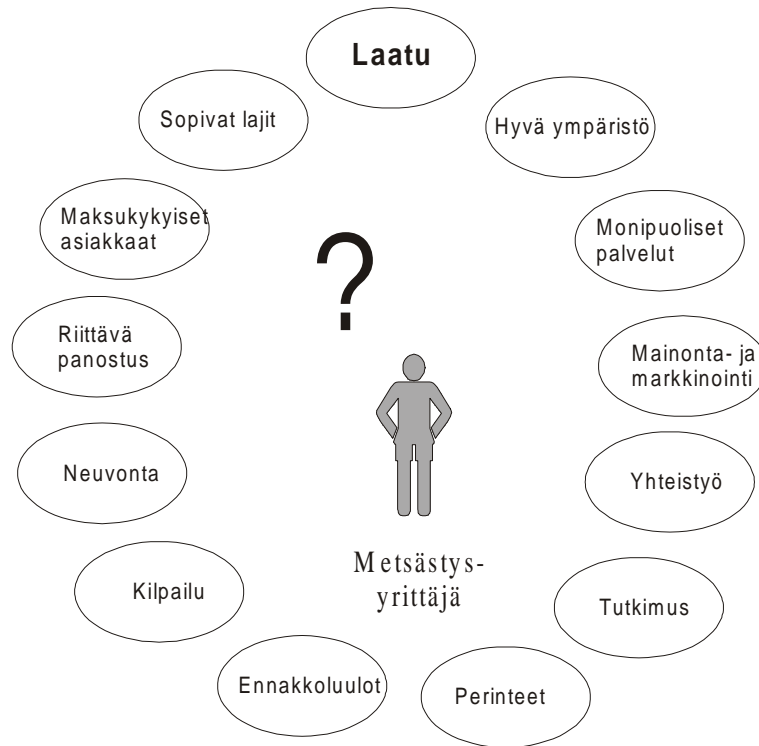 Laatu
Sopivat lajit
Hyvä ympäristö
Maksukykyiset
asiakkaat
Monipuoliset
palvelut
?
Riittävä
panostus
Mainonta- ja
markkinointi
Neuvonta
Yhteistyö
Metsästys-
yrittäjä
Kilpailu
Tutkimus
Ennakkoluulot
Perinteet